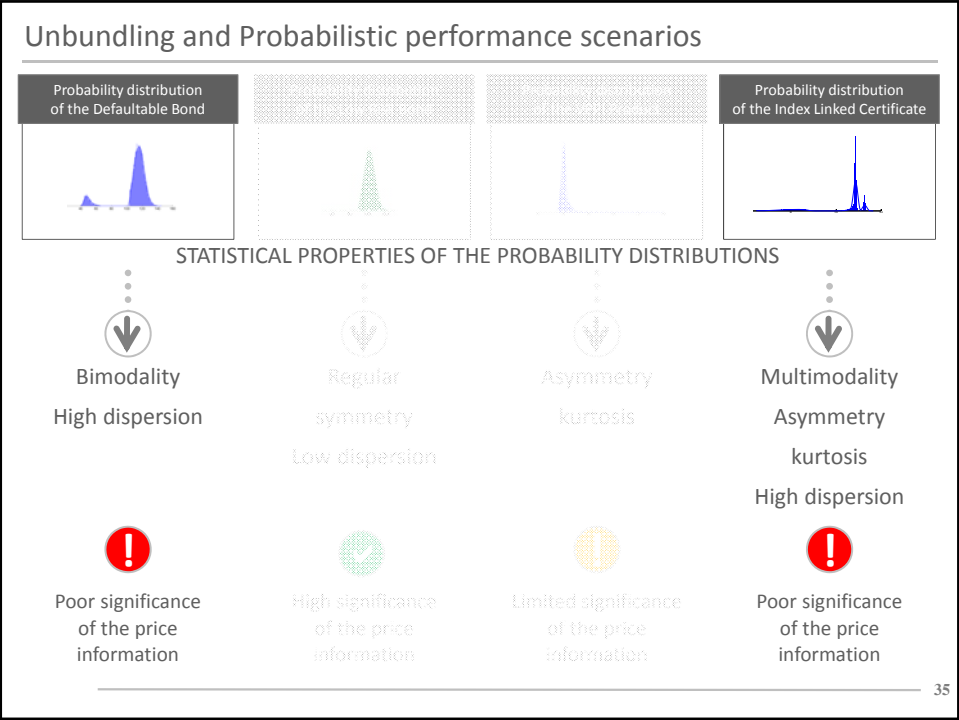 Unbundling and Probabilistic performance scenarios
Probability distribution
of the Defaultable Bond
Probability distribution
of the Index Linked Certificate
STATISTICAL PROPERTIES OF THE PROBABILITY DISTRIBUTIONS
Bimodality
High dispersion
Regular
symmetry
Low dispersion
Asymmetry
kurtosis
Multimodality
Asymmetry
kurtosis
High dispersion
Poor significance
of the price
information
High significance
of the price
information
Limited significance
of the price
information
Poor significance
of the price
information
35